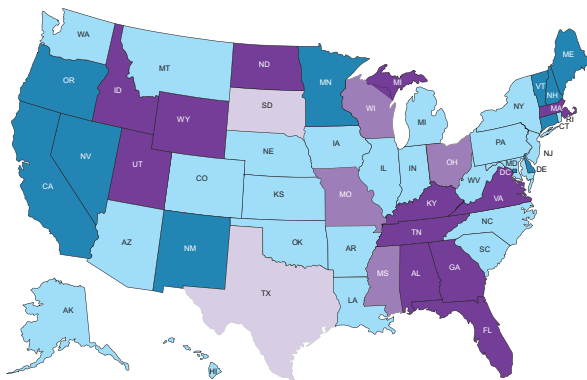 WA
ME
MT
ND
VT
OR
MN
MI
NH
ID
WI
NY
MA
SD
RI
WY
MI
CT
IA
PA
NJ
NE
OH
NV
MD
IL
IN
DE
UT
DC
CO
WV
CA
KS
MO
KY
VA
NC
TN
OK
AZ
NM
AR
SC
MS
AL
GA
TX
LA
FL
AK
HI